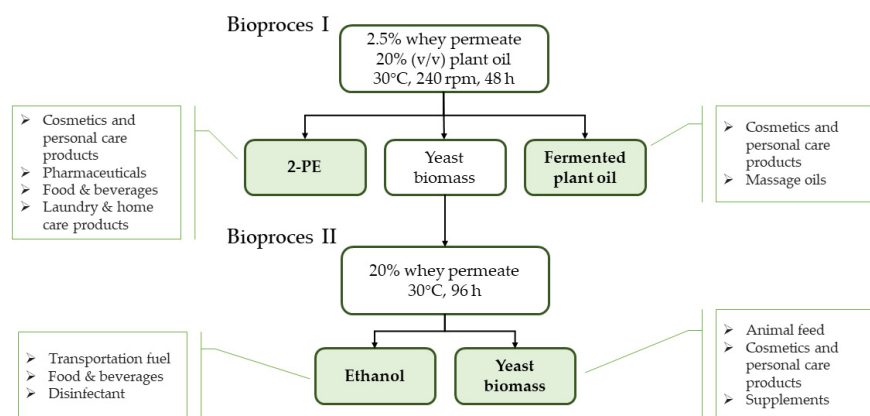 Bioproces I
2.5% whey permeate
20% (v/v) plant oil
30°C, 240 rpm, 48 h
➢ Cosmetics and
personal care
products
➢ Pharmaceuticals
➢ Food & beverages
➢ Laundry & home
care products
2-PE
Yeast
biomass
Fermented
plant oil
➢ Cosmetics and
personal care
products
➢ Massage oils
Bioproces II
20% whey permeate
30°C, 96 h
➢ Transportation fuel
➢ Food & beverages
➢ Disinfectant
Ethanol
Yeast
biomass
➢ Animal feed
➢ Cosmetics and
personal care
products
➢ Supplements